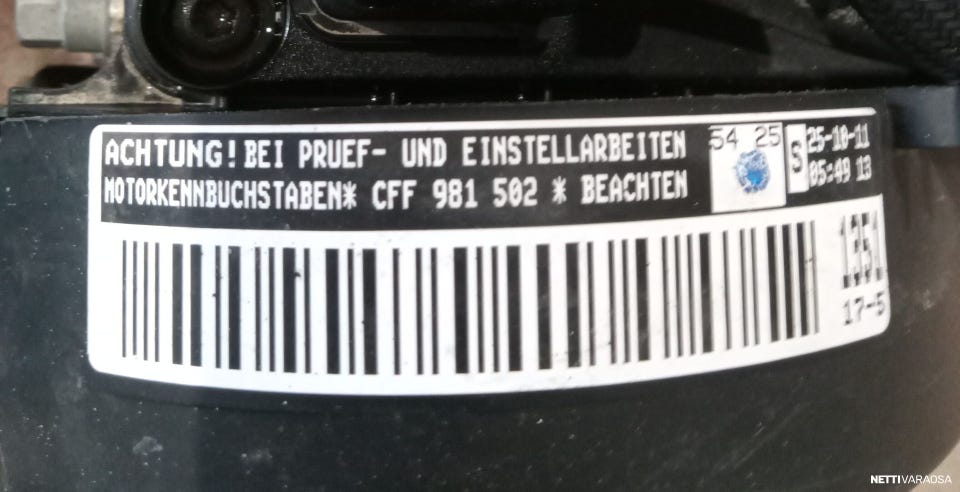 ACHTUNG! BEI PRUEF- UND EINSTELLARBEITEN
MOTORKENNBUCHSTABEN* CFF 981 502 * BEACHTEN
54 25
S
25-10-11
05:49 13
1351
17-5
NETTIVARAOSA